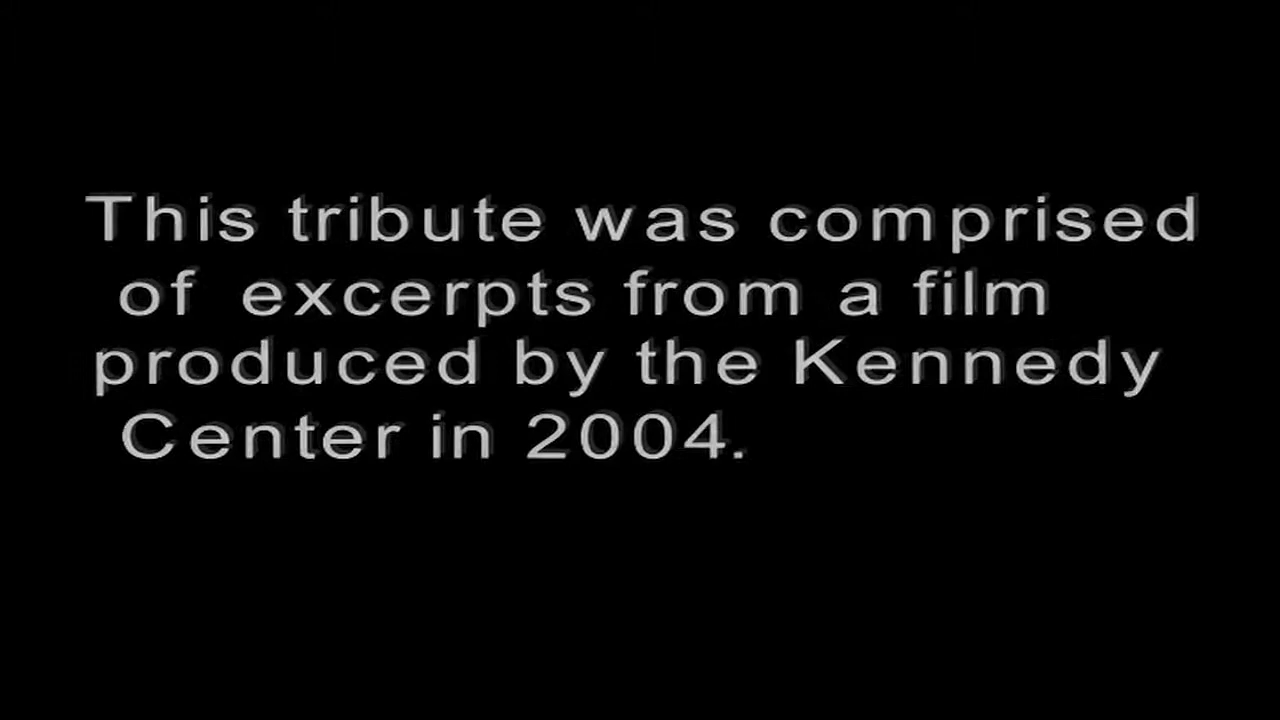 This tribute was comprised
of excerpts from a film
produced by the Kennedy
Center in 2004.